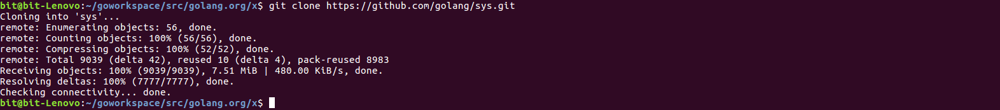 bit@bit-Lenovo:~/goworkspace/src/golang.org/x$ git clone https://github.com/golang/sys.git
Cloning into 'sys'...
remote: Enumerating objects: 56, done.
remote: Counting objects: 100% (56/56), done.
remote: Compressing objects: 100% (52/52), done.
remote: Total 9039 (delta 42), reused 10 (delta 4), pack-reused 8983
Receiving objects: 100% (9039/9039), 7.51 MiB | 480.00 KiB/s, done.
Resolving deltas: 100% (7777/7777), done.
Checking connectivity... done.
bit@bit-Lenovo:~/goworkspace/src/golang.org/x$